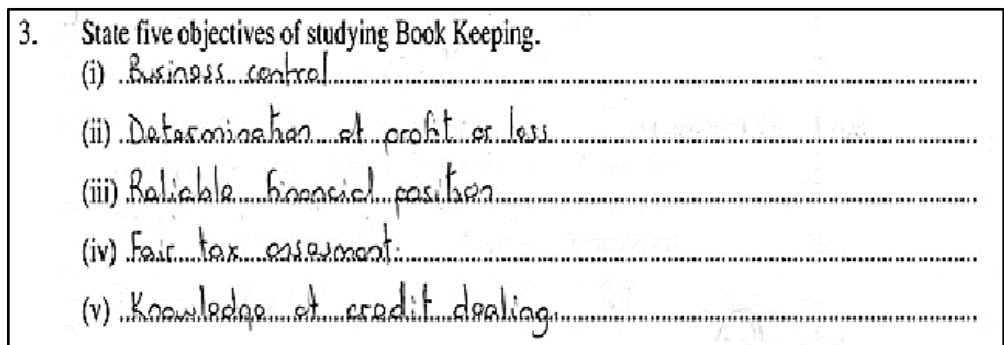 3. State five objectives of studying Book Keeping.
(i) Business control
(ii) Determination of profit or loss
(iii) Reliable financial position
(iv) Fair tax assesment.
(v) Knowledge of credit dealing.